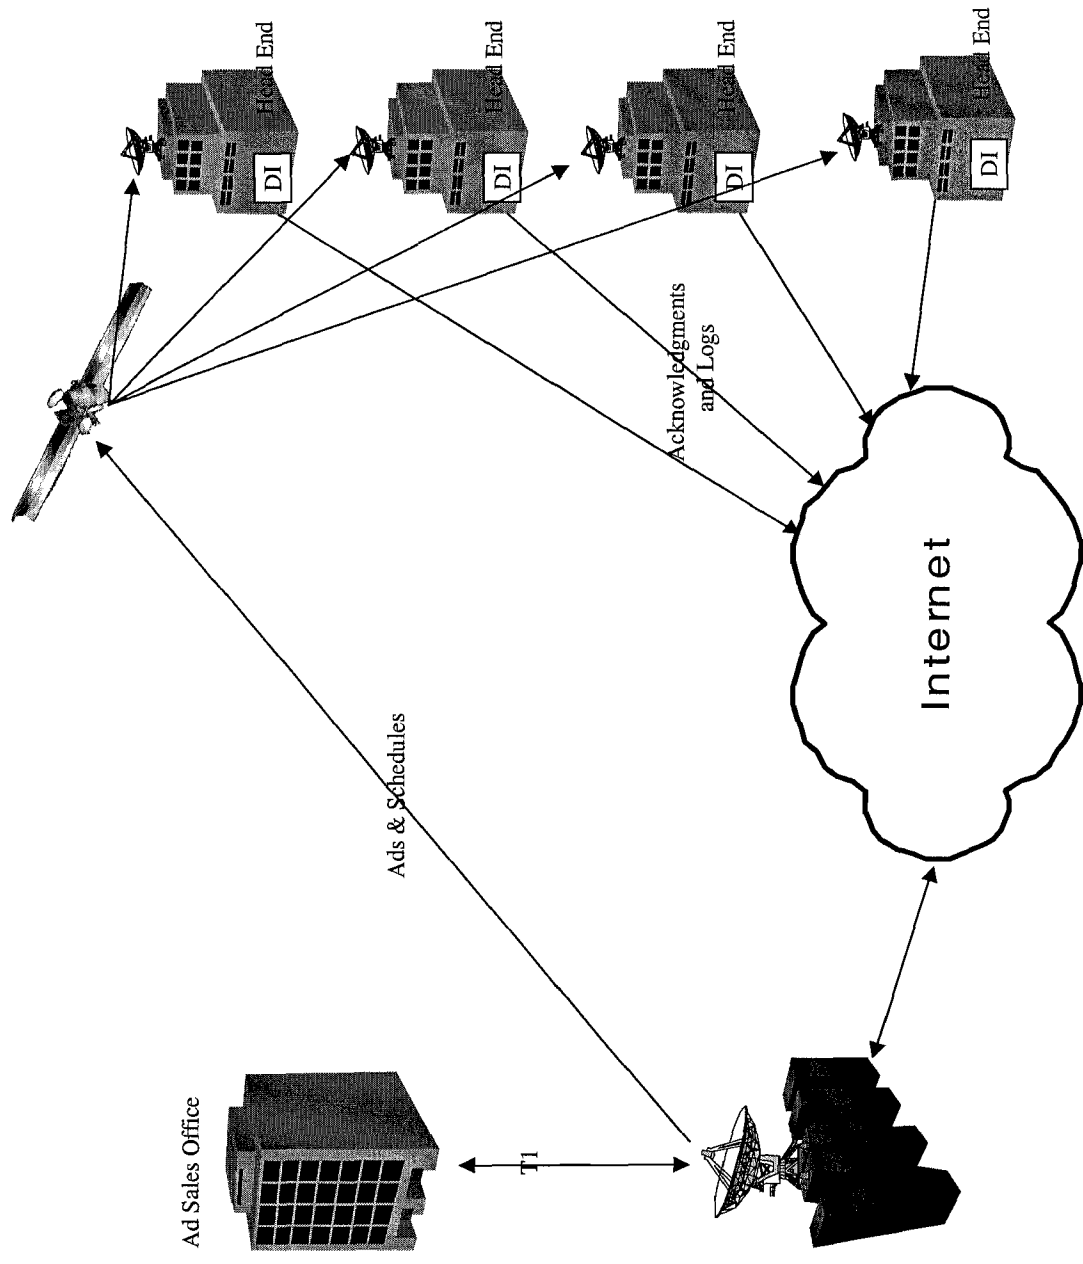 Ad Sales Office
T1
Ads & Schedules
Acknowledgments
and Logs
Internet
Head End
DI
Head End
DI
Head End
DI
Head End
DI